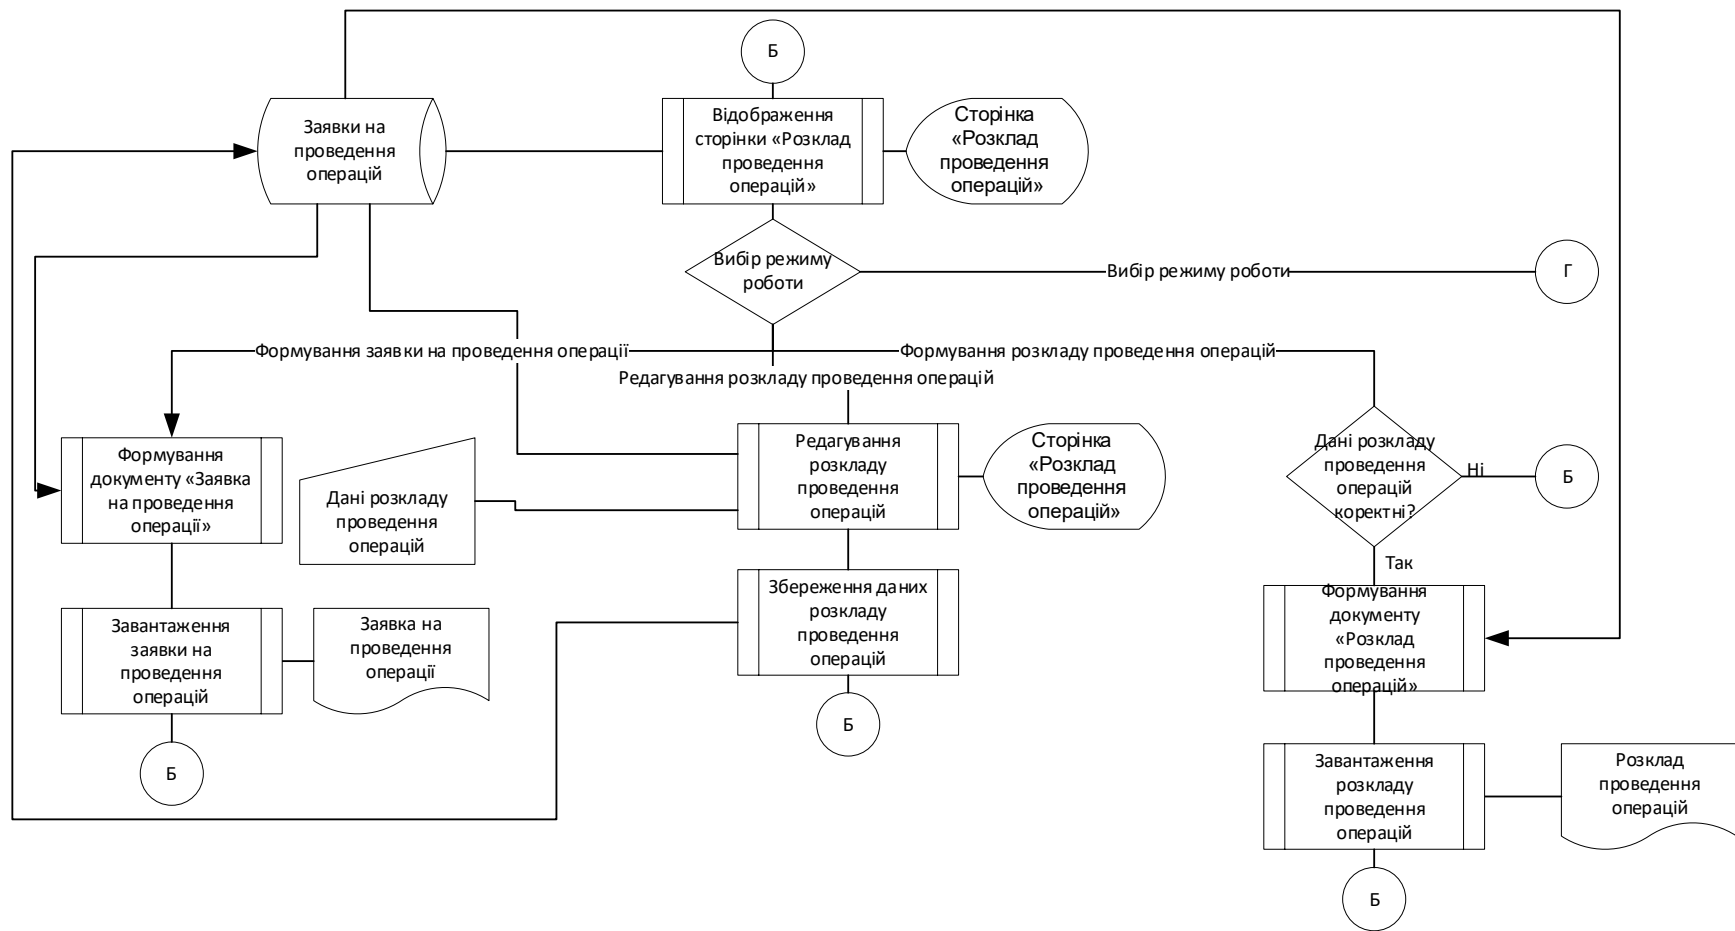 Б
Заявки на
проведення
операцій
Відображення
сторінки «Розклад
проведення
операцій»
Сторінка
«Розклад
проведення
операцій»
Вибір режиму
роботи
Вибір режиму роботи
Г
Формування заявки на проведення операції
Формування розкладу проведення операцій
Редагування розкладу проведення операцій
Формування
документу «Заявка
на проведення
операції»
Дані розкладу
проведення
операцій
Редагування
розкладу
проведення
операцій
Сторінка
«Розклад
проведення
операцій»
Дані розкладу
проведення
операцій
коректні?
Ні
Б
Так
Завантаження
заявки на
проведення
операцій
Заявка на
проведення
операції
Збереження даних
розкладу
проведення
операцій
Формування
документу
«Розклад
проведення
операцій»
Б
Б
Завантаження
розкладу
проведення
операцій
Розклад
проведення
операцій
Б